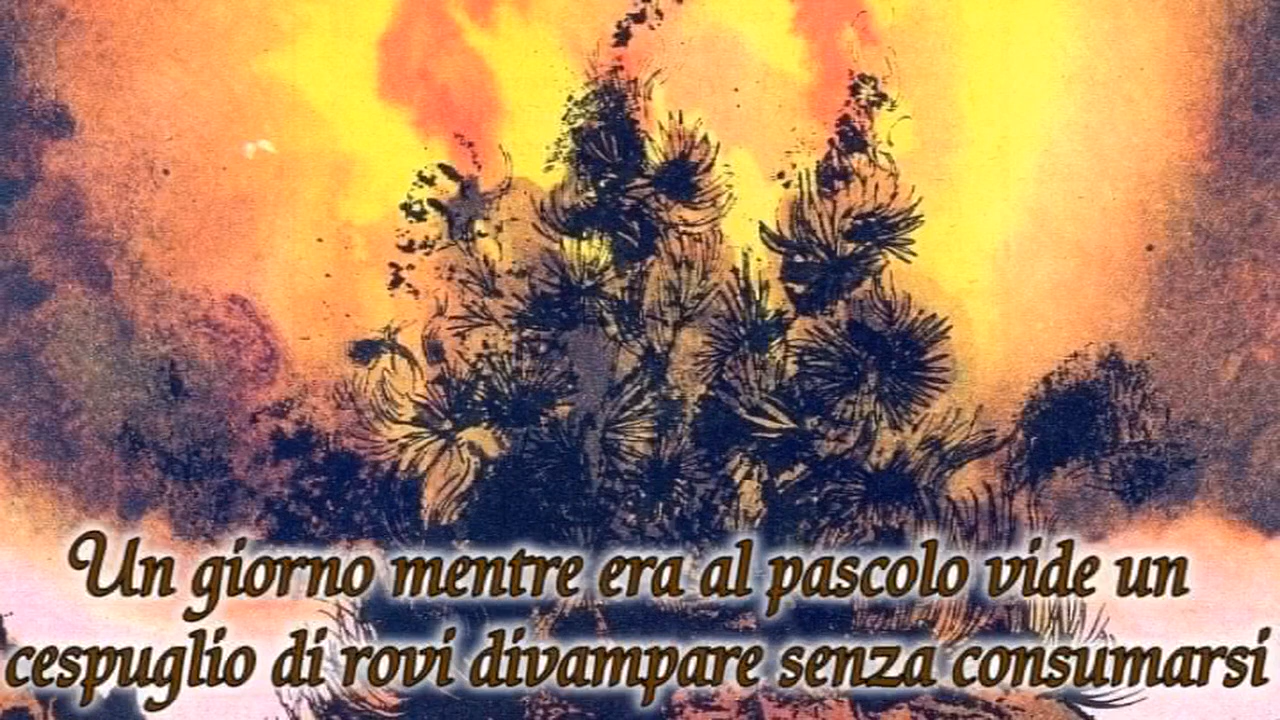 Un giorno mentre era al pascolo vide un
cespuglio di rovi divampare senza consumarsi